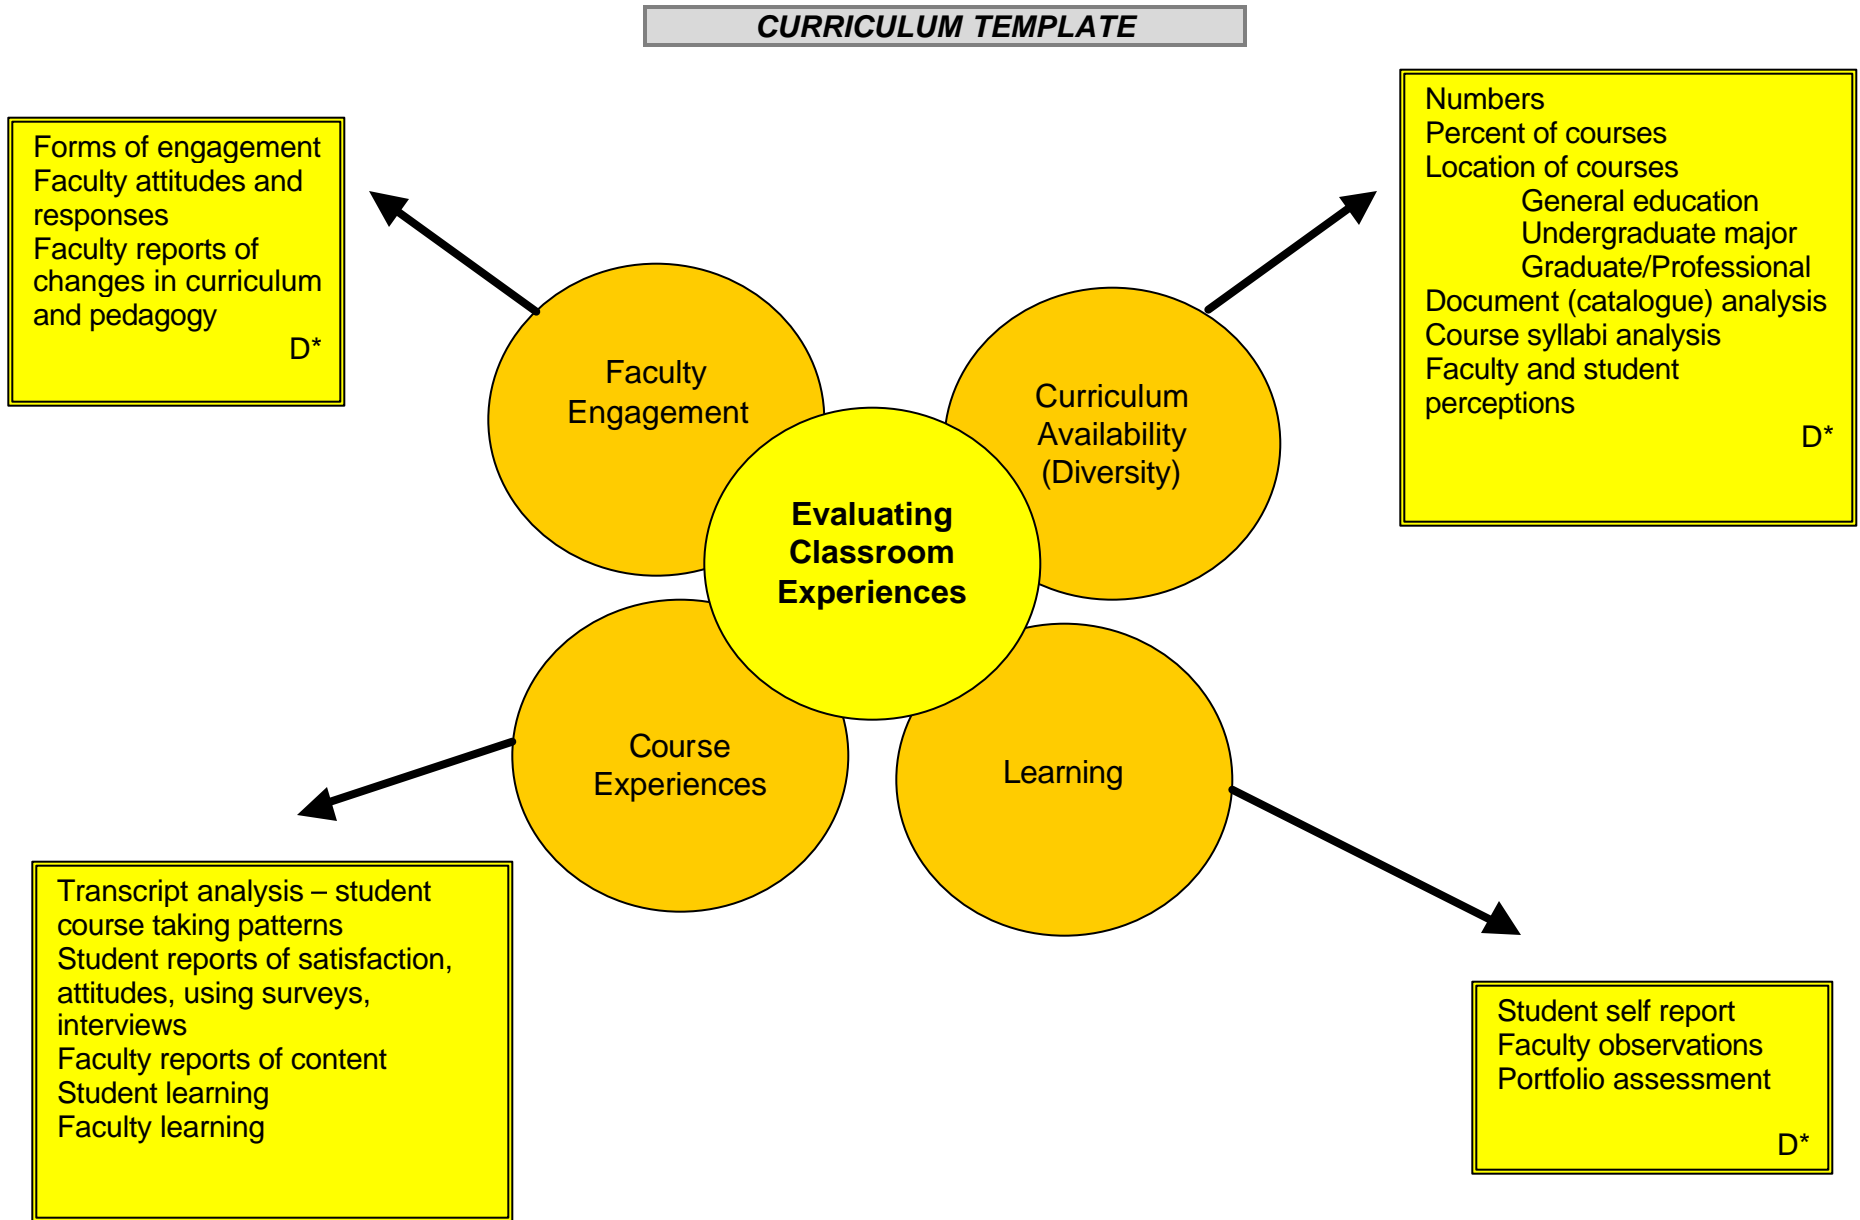 CURRICULUM TEMPLATE
Forms of engagement
Faculty attitudes and
responses
Faculty reports of
changes in curriculum
and pedagogy
D*
Numbers
Percent of courses
Location of courses
General education
Undergraduate major
Graduate/Professional
Document (catalogue) analysis
Course syllabi analysis
Faculty and student
perceptions
D*
Faculty
Engagement
Curriculum
Availability
(Diversity)
Evaluating
Classroom
Experiences
Course
Experiences
Learning
Transcript analysis – student
course taking patterns
Student reports of satisfaction,
attitudes, using surveys,
interviews
Faculty reports of content
Student learning
Faculty learning
Student self report
Faculty observations
Portfolio assessment
D*